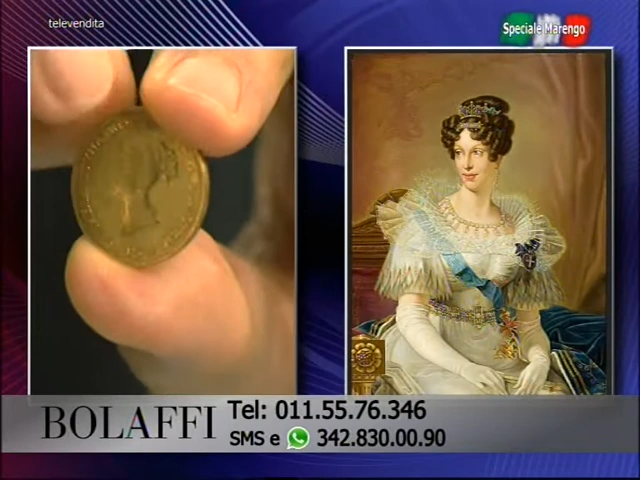 televendita
Speciale Marengo
BOLAFFI
Tel: 011.55.76.346
SMS e 342.830.00.90